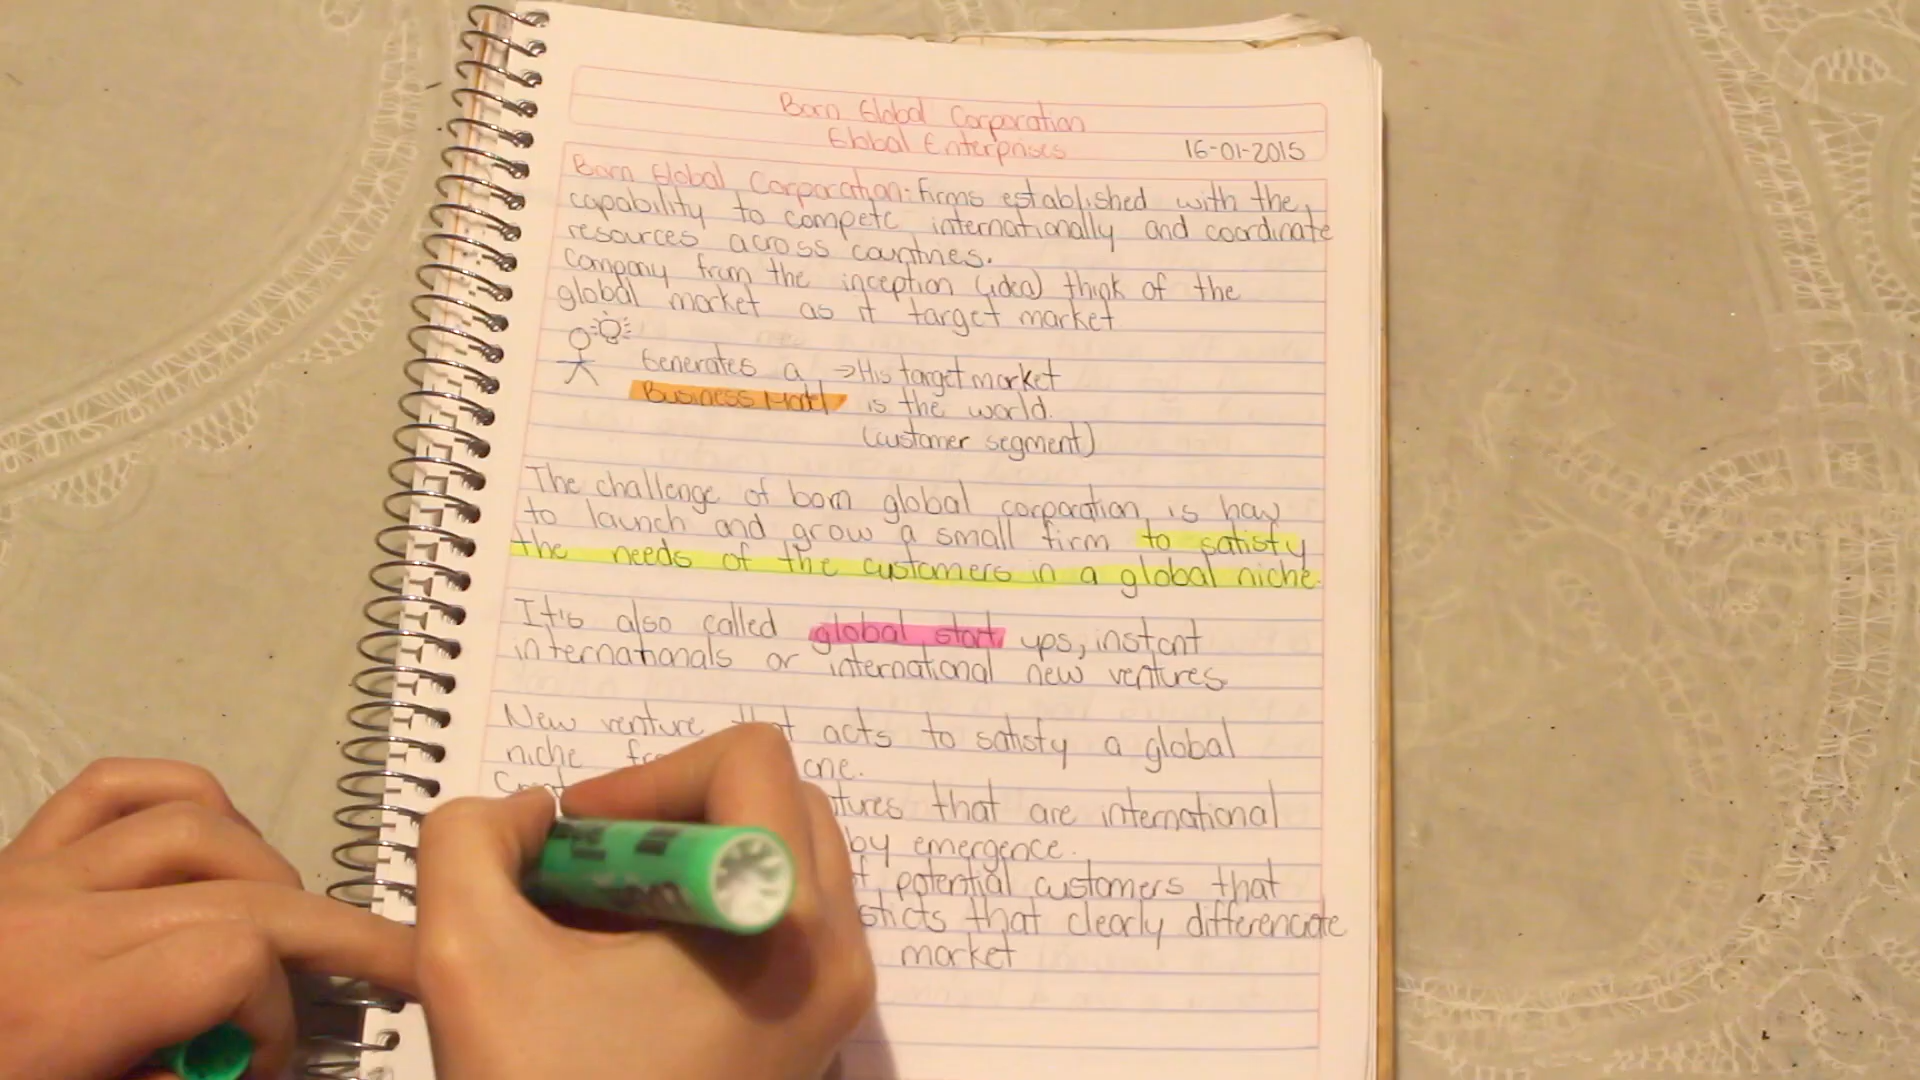 Born Global Corporation
Global Enterprises
16-01-2015
Born Global Corporation: Firms established with the
capability to compete internationally and coordinate
resources across countries.
company from the inception (idea) think of the
global market as it target market
Generates a → His target market
Business Model is the world.
(customer segment)
The challenge of born global corporation is how
to launch and grow a small firm to satisfy
the needs of the customers in a global niche.
It's also called global start ups, instant
internationals or international new ventures
New venture that acts to satisfy a global
niche one.
tures that are international
by emergence.
potential customers that
that clearly differenciate
market